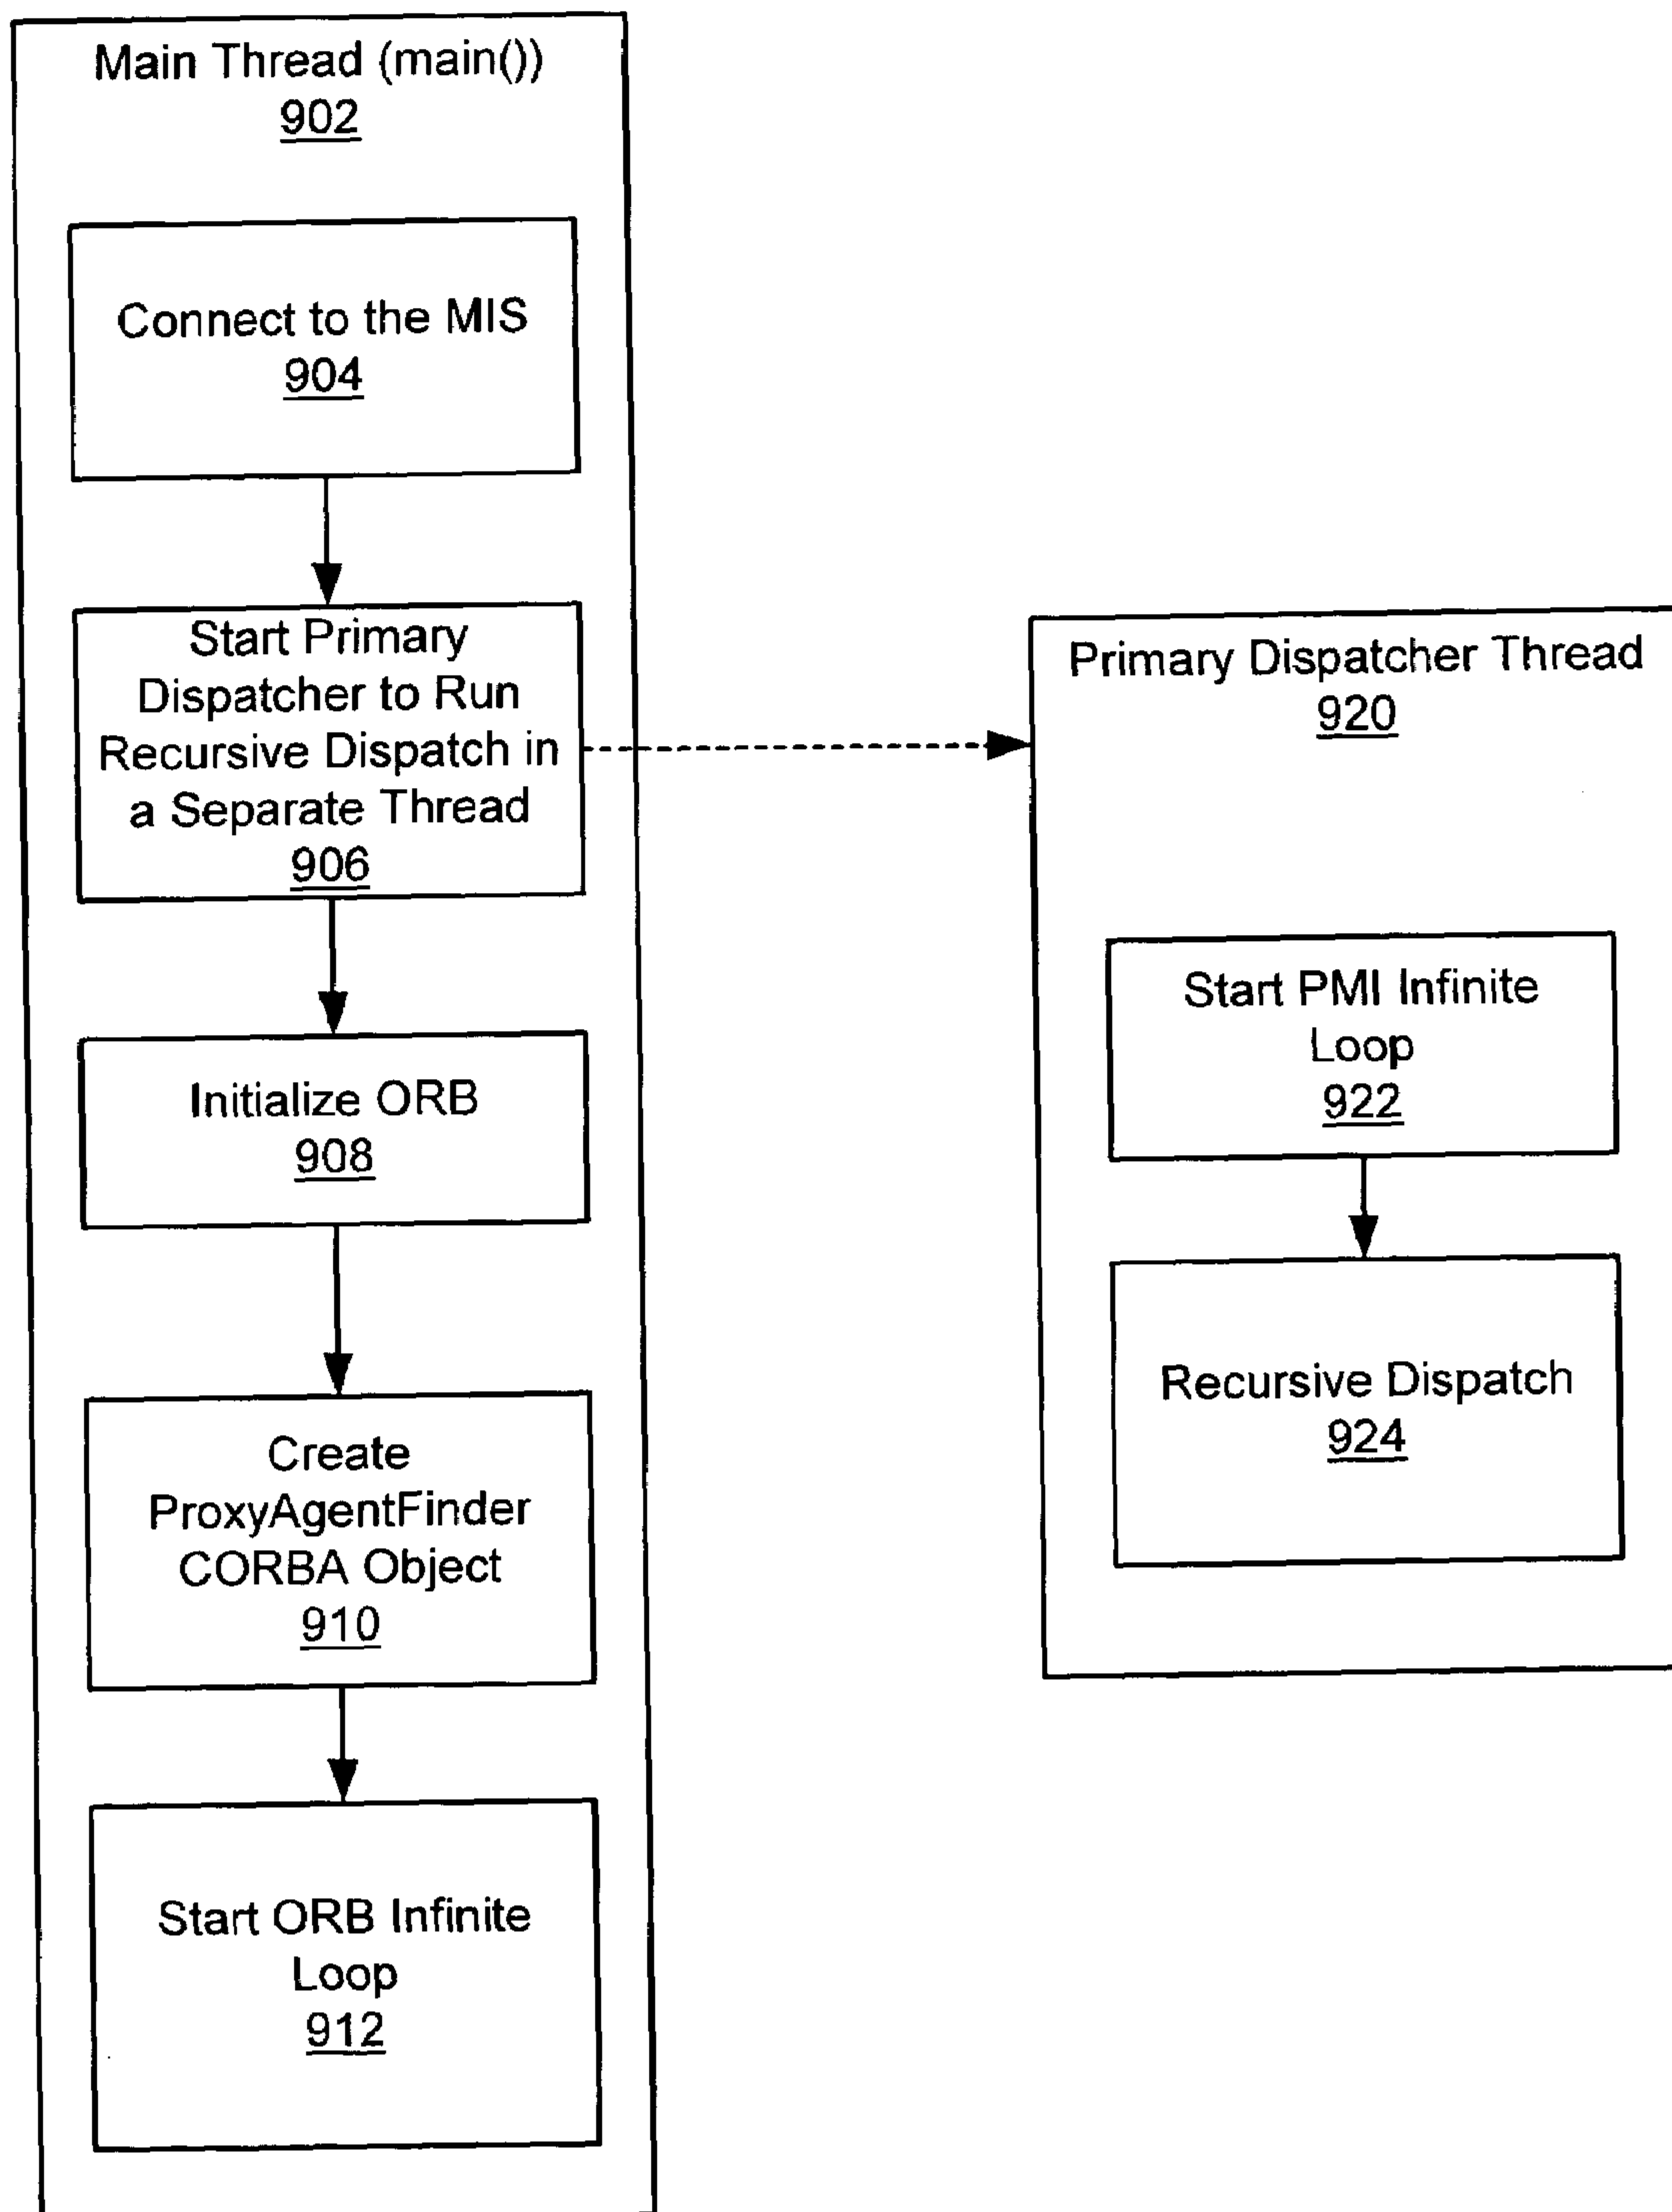 Main Thread (main())
902
Connect to the MIS
904
Start Primary
Dispatcher to Run
Recursive Dispatch in
a Separate Thread
906
Initialize ORB
908
Create
ProxyAgentFinder
CORBA Object
910
Start ORB Infinite
Loop
912
Primary Dispatcher Thread
920
Start PMI Infinite
Loop
922
Recursive Dispatch
924